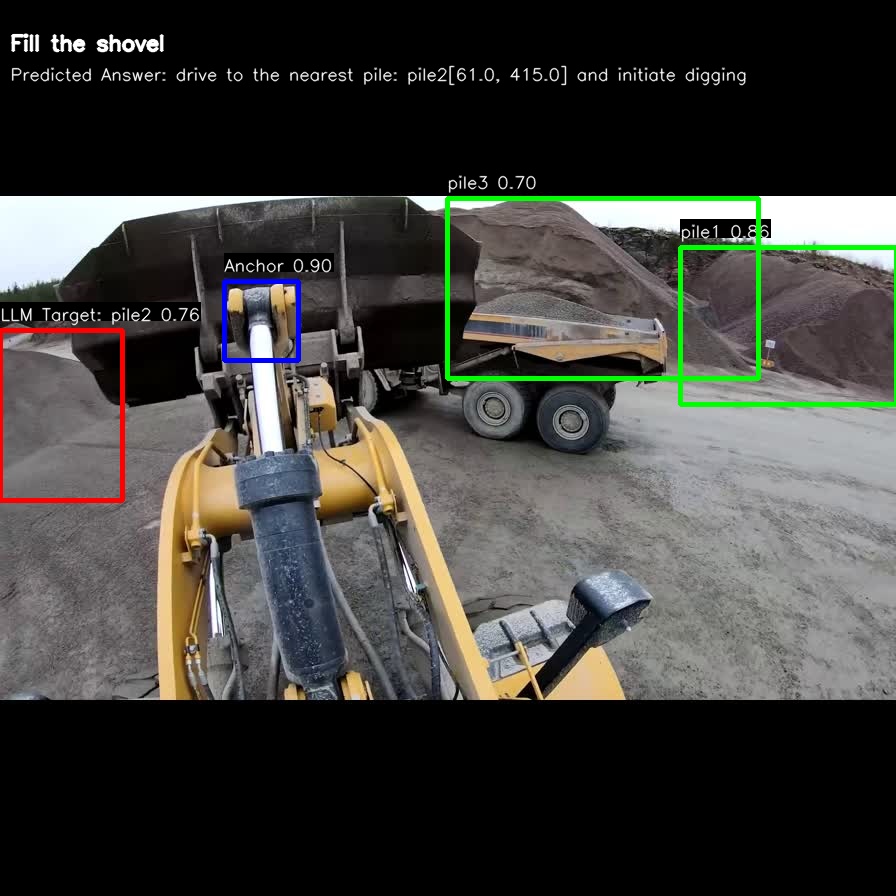 Fill the shovel
Predicted Answer: drive to the nearest pile: pile2[61.0, 415.0] and initiate digging
pile3 0.70
pile1 0.86
Anchor 0.90
LLM Target: pile2 0.76